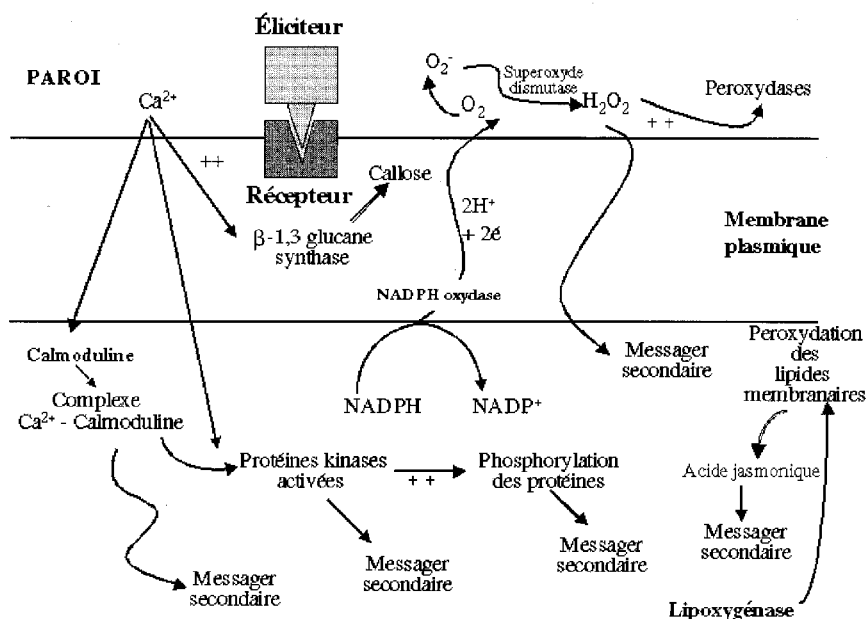 Éliciteur
PAROI
Ca²⁺
++
Récepteur
β-1,3 glucane
synthase
Callose
O₂⁻
O₂
Superoxyde
dismutase
H₂O₂
++
Peroxydases
2H⁺
+ 2é
NADPH oxydase
Membrane
plasmique
Calmoduline
Complexe
Ca²⁺ - Calmoduline
NADPH
NADP⁺
Messager
secondaire
Peroxydation
des
lipides
membranaires
Protéines kinases
activées
++
Phosphorylation
des protéines
Acide jasmonique
Messager
secondaire
Messager
secondaire
Messager
secondaire
Messager
secondaire
Lipoxygénase